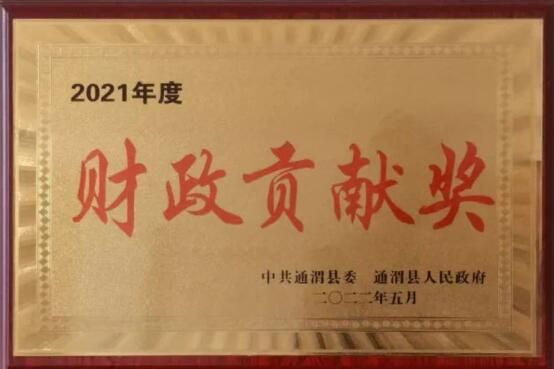 2021年度
财政贡献奖
中共通渭县委 通渭县人民政府
二〇二二年五月